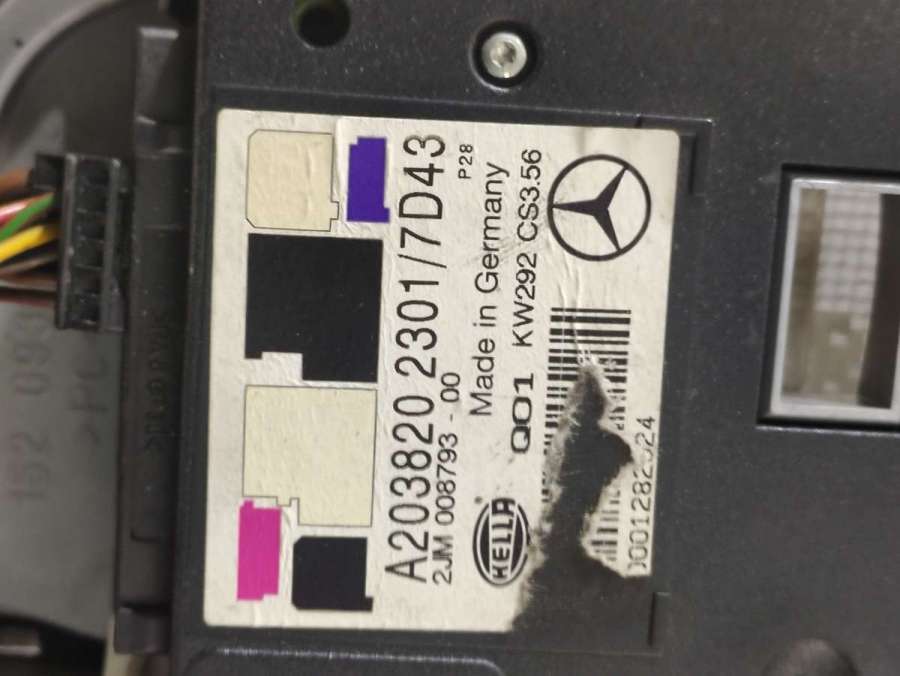 A203820 2301/7D43
2JM 008793 - 00
P28
Made in Germany
Q01 KW292 CS3.56
HELLA